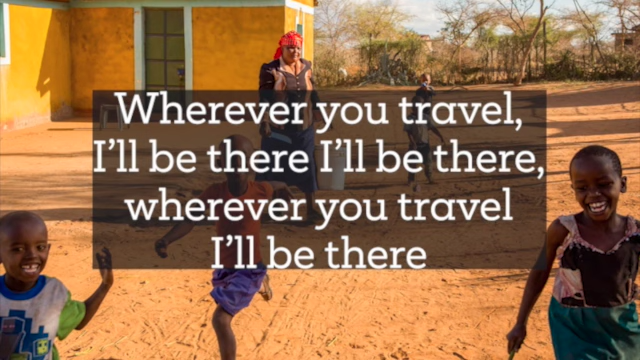 Wherever you travel,
I'll be there I'll be there,
wherever you travel
I'll be there